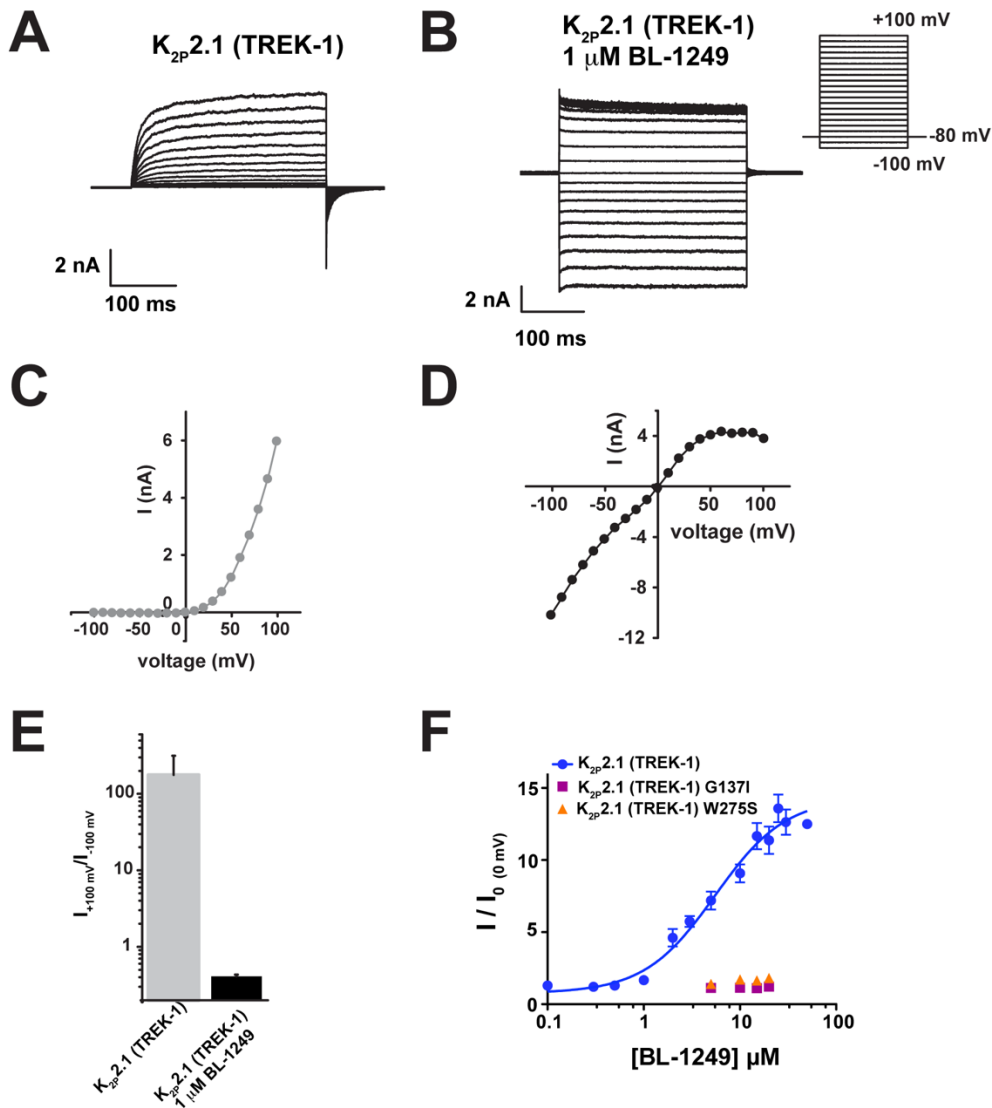 A
K2P2.1 (TREK-1)
2 nA
100 ms
B
K2P2.1 (TREK-1)
1 μM BL-1249
+100 mV
-80 mV
-100 mV
2 nA
100 ms
C
I (nA)
6
4
2
0
-100 -50 0 50 100
voltage (mV)
D
I (nA)
4
-100 -50 50 100
voltage (mV)
-4
-8
-12
E
I+100 mV/I-100 mV
100
10
1
K2P2.1 (TREK-1)
K2P2.1 (TREK-1)
1 μM BL-1249
F
K2P2.1 (TREK-1)
K2P2.1 (TREK-1) G137I
K2P2.1 (TREK-1) W275S
I / I0 (0 mV)
15
10
5
0
0.1 1 10 100
[BL-1249] μM